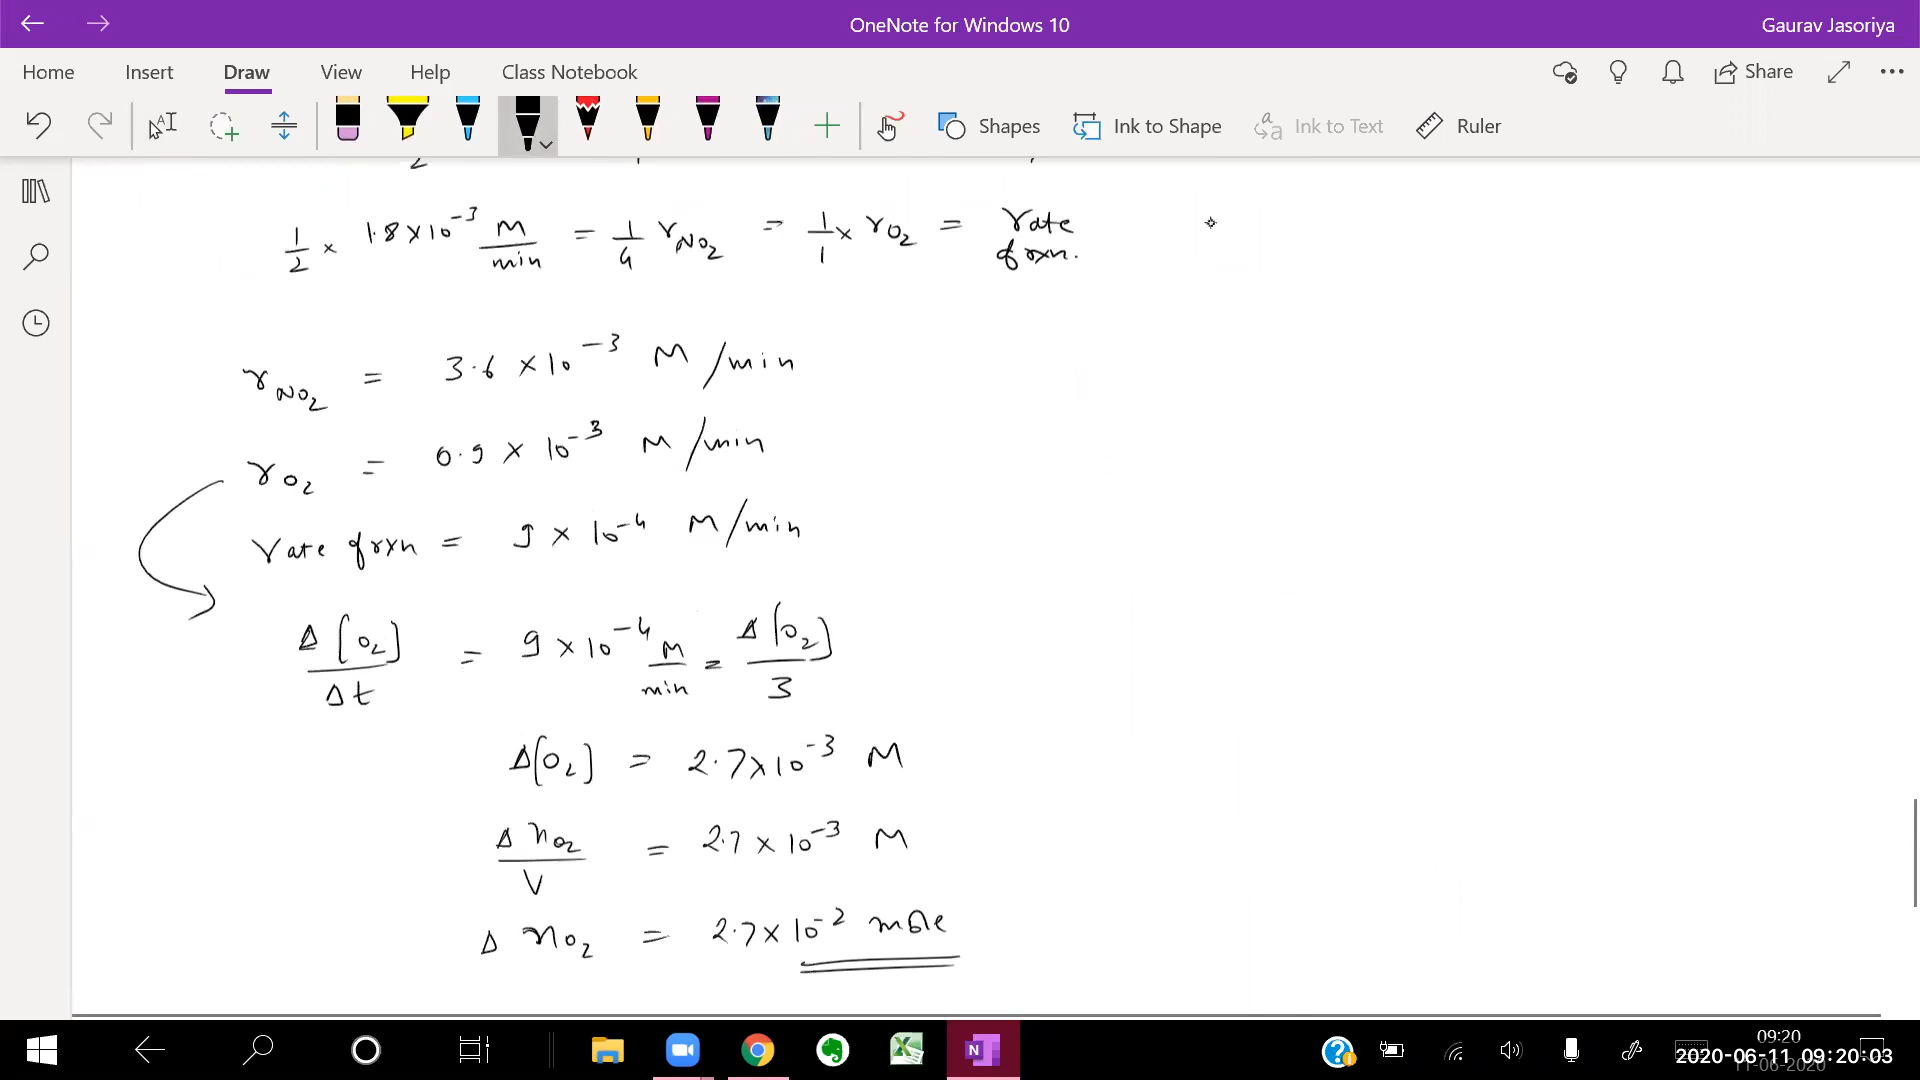 OneNote for Windows 10
Gaurav Jasoriya
Home Insert Draw View Help Class Notebook Share
Shapes Ink to Shape Ink to Text Ruler
1/2 × 1.8×10⁻³ M/min = 1/4 r_NO₂ = 1/1 × r_O₂ = rate of rxn.
r_NO₂ = 3.6 ×10⁻³ M/min
r_O₂ = 0.9 × 10⁻³ M/min
Rate of rxn = 9 × 10⁻⁴ M/min
Δ[O₂]/Δt = 9×10⁻⁴ M/min = Δ[O₂]/3
Δ[O₂] = 2.7×10⁻³ M
Δn_O₂/V = 2.7 × 10⁻³ M
Δ n_O₂ = 2.7× 10⁻² mole
09:20
2020-06-11 09:20:03
11-06-2020